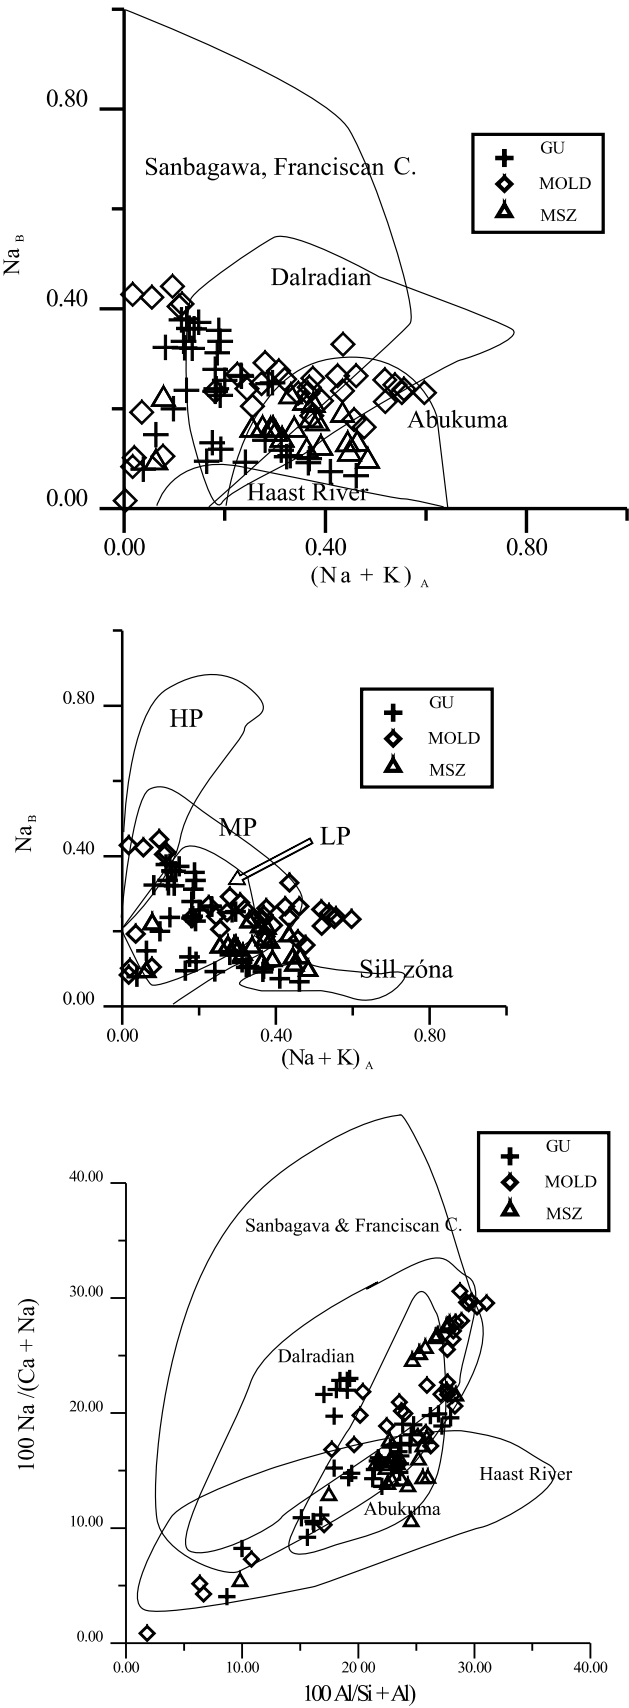 0.80
GU
Sanbagawa, Franciscan C.
MOLD
MSZ
Na B
Dalradian
0.40
Abukuma
Haast River
0.00
0.00 0.40 0.80
(Na + K) A
0.80
HP
GU
MOLD
MSZ
Na B
MP
LP
0.40
Sill zóna
0.00
0.00 0.40 0.80
(Na + K) A
GU
40.00
MOLD
MSZ
Sanbagava & Franciscan C.
30.00
100 Na /(Ca + Na)
Dalradian
20.00
Haast River
Abukuma
10.00
0.00
0.00 10.00 20 00 30.00 40.00
100 Al/Si + Al)